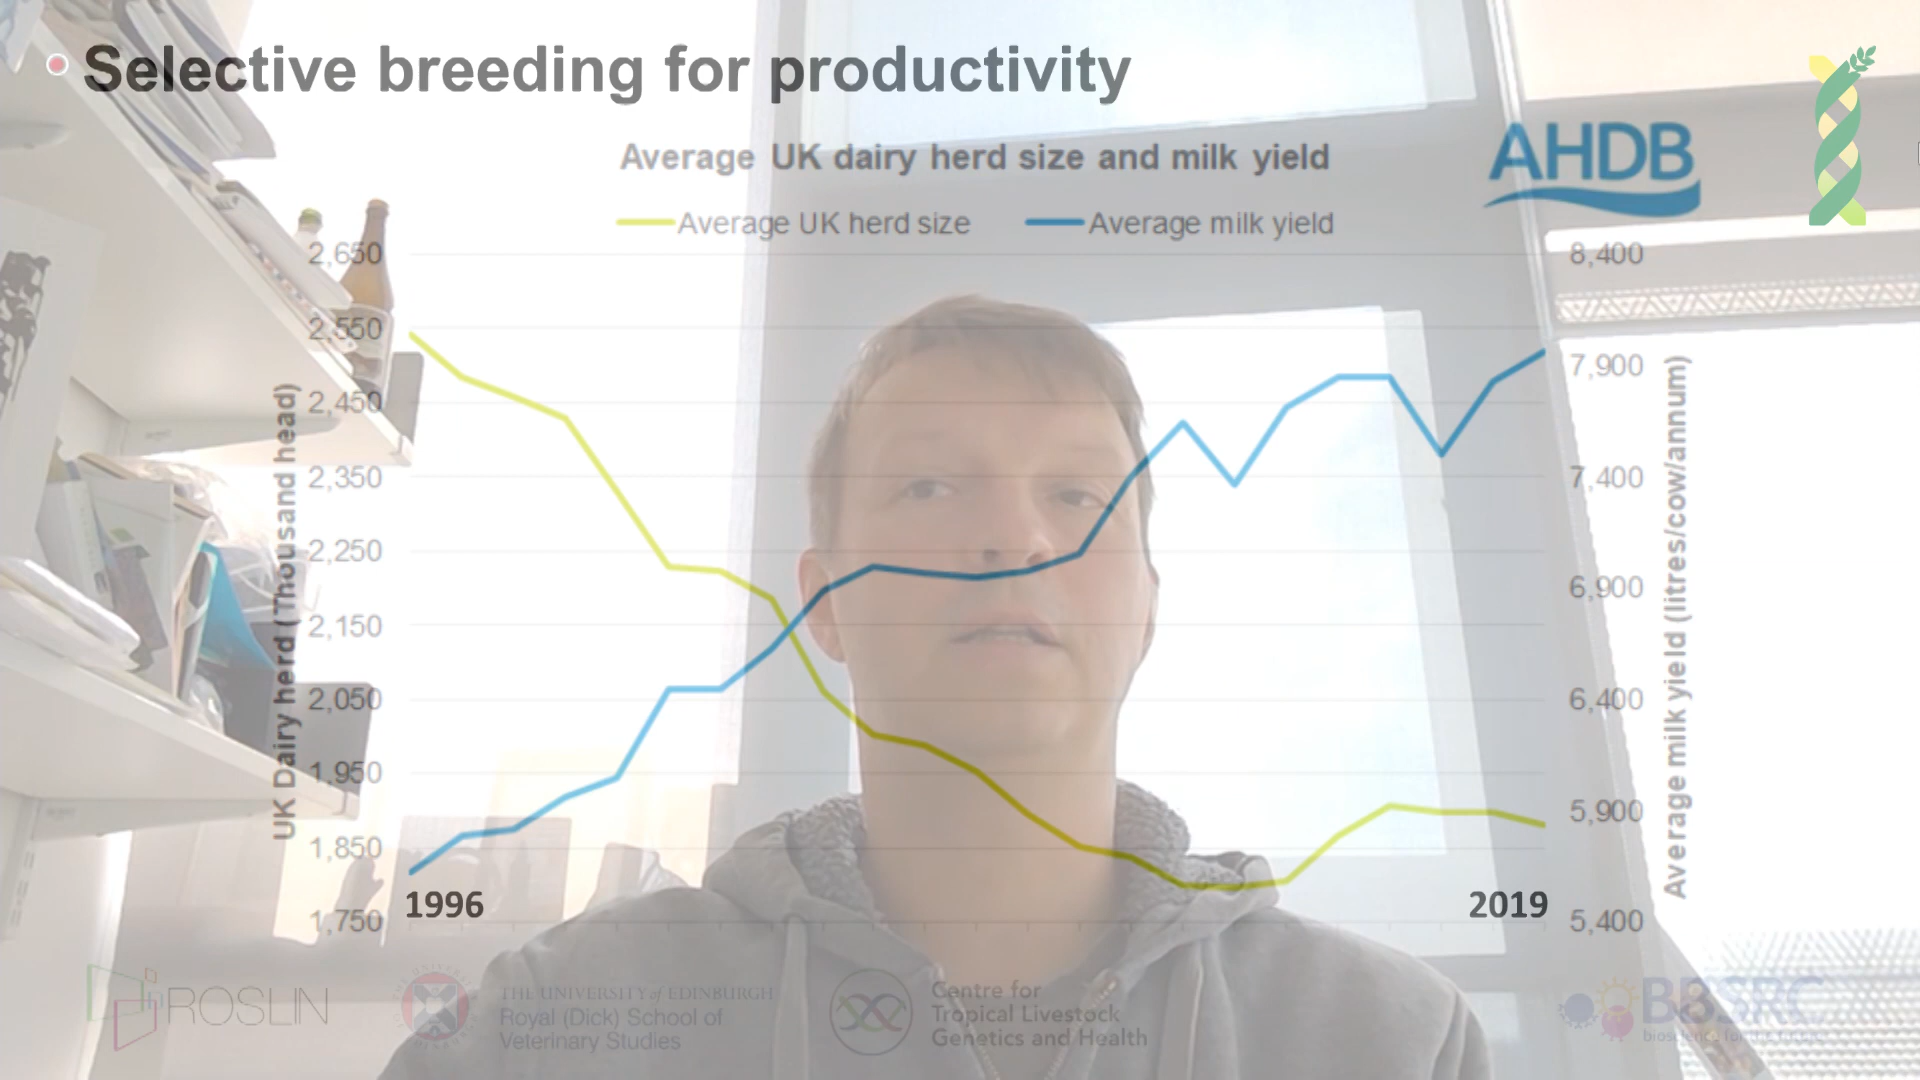 Selective breeding for productivity
Average UK dairy herd size and milk yield
AHDB
Average UK herd size
Average milk yield
2,650
2,550
2,450
2,350
2,250
2,150
2,050
1,950
1,850
1,750
UK Dairy herd (Thousand head)
8,400
7,900
7,400
6,900
6,400
5,900
5,400
Average milk yield (litres/cow/annum)
1996
2019
ROSLIN
THE UNIVERSITY of EDINBURGH
Royal (Dick) School of
Veterinary Studies
Centre for
Tropical Livestock
Genetics and Health
BBSRC